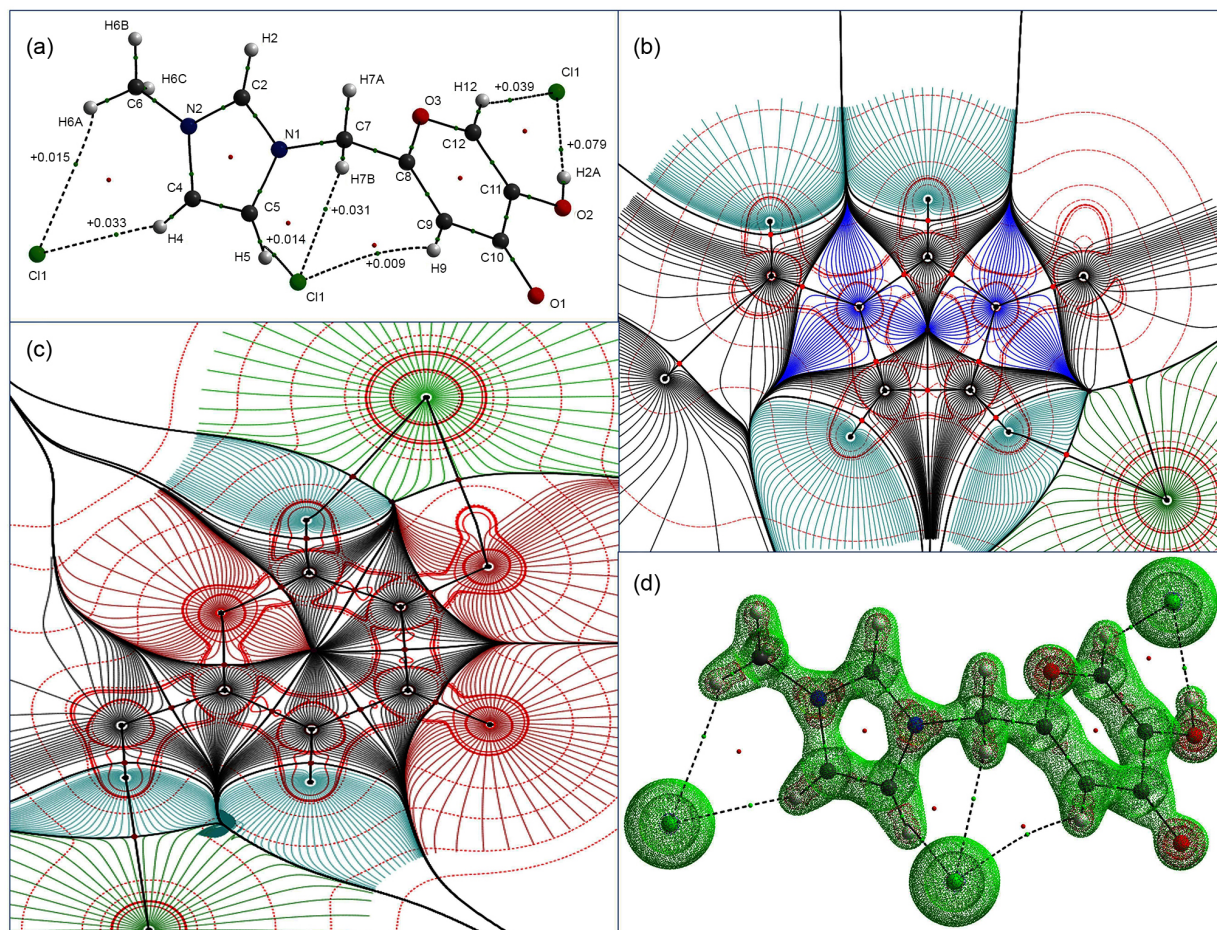 (a)
H6B
H2
H6C
C2
C6
H6A
N2
N1
H7A
C7
O3
H12
+0.039
Cl1
C12
+0.079
H2A
+0.015
C4
C5
H7B
C8
C11
O2
+0.033
H4
H5
+0.014
+0.031
C9
C10
Cl1
Cl1
+0.009
H9
O1
(b)
(c)
(d)